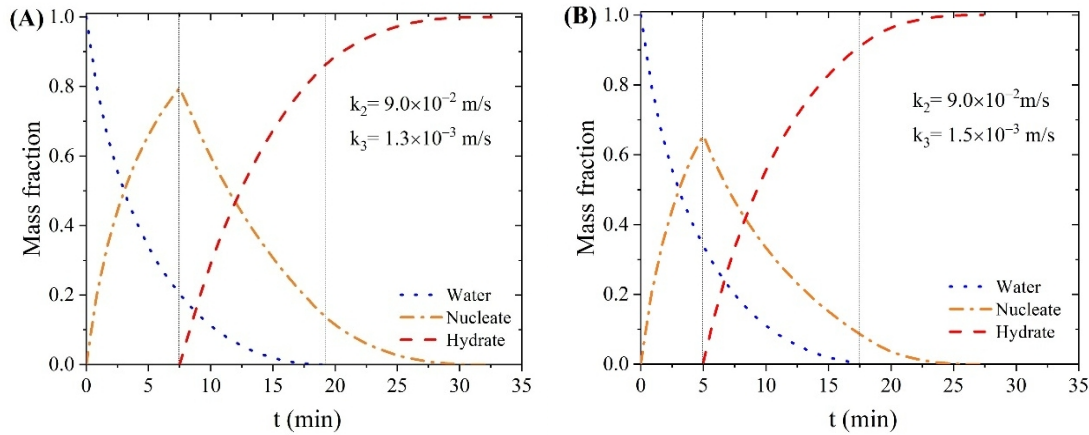 (A)
Mass fraction
1.0
0.8
0.6
0.4
0.2
0.0
k₂= 9.0×10⁻² m/s
k₃= 1.3×10⁻³ m/s
Water
Nucleate
Hydrate
0 5 10 15 20 25 30 35
t (min)
(B)
Mass fraction
1.0
0.8
0.6
0.4
0.2
0.0
k₂= 9.0×10⁻²m/s
k₃= 1.5×10⁻³ m/s
Water
Nucleate
Hydrate
0 5 10 15 20 25 30 35
t (min)